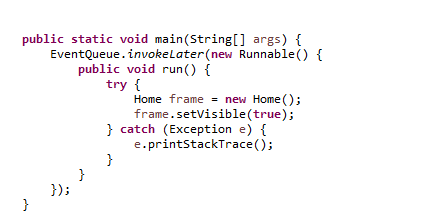 public static void main(String[] args) {
    EventQueue.invokeLater(new Runnable() {
        public void run() {
            try {
                Home frame = new Home();
                frame.setVisible(true);
            } catch (Exception e) {
                e.printStackTrace();
            }
        }
    });
}